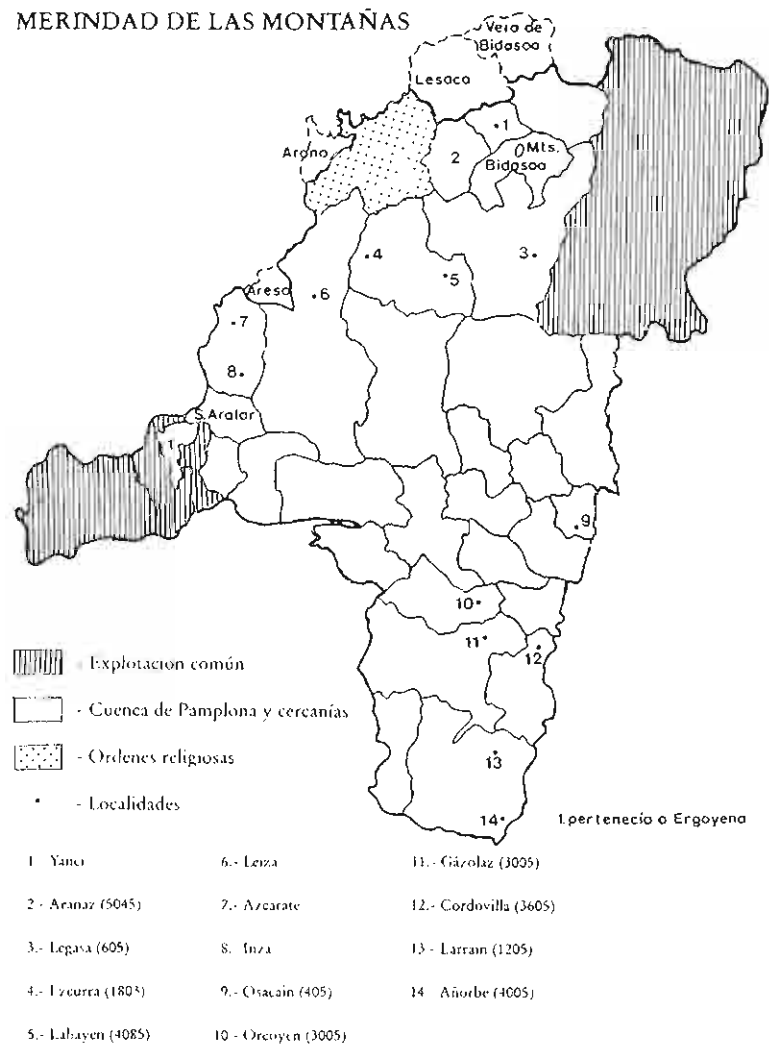 MERINDAD DE LAS MONTAÑAS
Vera de
Bidasoa
Lesaca
1
Arano
2
Mts.
Bidasoa
3
4
5
Areso
6
7
8
S.Aralar
1
9
10
11
12
13
14
- Explotacion común
- Cuenca de Pamplona y cercanías
- Ordenes religiosas
- Localidades
1. pertenecio a Ergoyena
1 Yanci 6.- Leiza 11.- Gázolaz (3005)
2 - Aranaz (5045) 7.- Azcarate 12.- Cordovilla (3605)
3.- Legasa (605) 8. Inza 13 - Larrain (1205)
4.- Ezcurra (1803) 9.- Osacain (405) 14 Añorbe (4005)
5.- Labayen (4085) 10 - Orcoyen (3005)